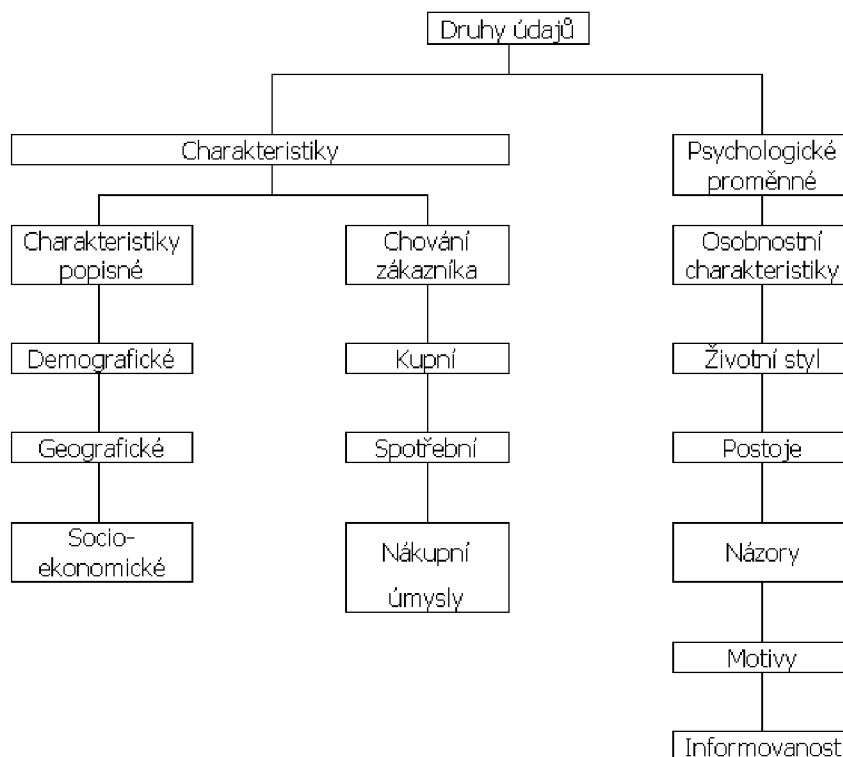 Druhy údajů
Charakteristiky
Psychologické
proměnné
Charakteristiky
popisné
Chování
zákazníka
Osobnostní
charakteristiky
Demografické
Kupní
Životní styl
Geografické
Spotřební
Postoje
Socio-
ekonomické
Nákupní
úmysly
Názory
Motivy
Informovanost